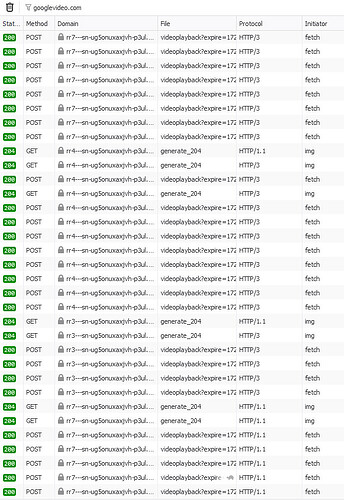 googlevideo.com
Stat... Method Domain File Protocol Initiator
200 POST rr7---sn-ug5onuxaxjvh-p3ul... videoplayback?expire=172 HTTP/3 fetch
200 POST rr7---sn-ug5onuxaxjvh-p3ul... videoplayback?expire=172 HTTP/3 fetch
200 POST rr7---sn-ug5onuxaxjvh-p3ul... videoplayback?expire=172 HTTP/3 fetch
200 POST rr7---sn-ug5onuxaxjvh-p3ul... videoplayback?expire=172 HTTP/3 fetch
200 POST rr7---sn-ug5onuxaxjvh-p3ul... videoplayback?expire=172 HTTP/3 fetch
200 POST rr7---sn-ug5onuxaxjvh-p3ul... videoplayback?expire=172 HTTP/3 fetch
200 POST rr7---sn-ug5onuxaxjvh-p3ul... videoplayback?expire=172 HTTP/3 fetch
200 POST rr7---sn-ug5onuxaxjvh-p3ul... videoplayback?expire=172 HTTP/3 fetch
204 GET rr4---sn-ug5onuxaxjvh-p3ul... generate_204 HTTP/1.1 img
204 GET rr4---sn-ug5onuxaxjvh-p3ul... generate_204 HTTP/3 img
200 POST rr4---sn-ug5onuxaxjvh-p3ul... videoplayback?expire=172 HTTP/3 fetch
204 GET rr4---sn-ug5onuxaxjvh-p3ul... generate_204 HTTP/3 img
200 POST rr4---sn-ug5onuxaxjvh-p3ul... videoplayback?expire=172 HTTP/3 fetch
200 POST rr4---sn-ug5onuxaxjvh-p3ul... videoplayback?expire=172 HTTP/3 fetch
200 POST rr4---sn-ug5onuxaxjvh-p3ul... videoplayback?expire=172 HTTP/3 fetch
200 POST rr4---sn-ug5onuxaxjvh-p3ul... videoplayback?expire=172 HTTP/3 fetch
200 POST rr4---sn-ug5onuxaxjvh-p3ul... videoplayback?expire=172 HTTP/3 fetch
200 POST rr4---sn-ug5onuxaxjvh-p3ul... videoplayback?expire=172 HTTP/3 fetch
200 POST rr4---sn-ug5onuxaxjvh-p3ul... videoplayback?expire=172 HTTP/3 fetch
200 POST rr4---sn-ug5onuxaxjvh-p3ul... videoplayback?expire=172 HTTP/3 fetch
204 GET rr3---sn-ug5onuxaxjvh-p3ul... generate_204 HTTP/1.1 img
204 GET rr3---sn-ug5onuxaxjvh-p3ul... generate_204 HTTP/3 img
200 POST rr3---sn-ug5onuxaxjvh-p3ul... videoplayback?expire=172 HTTP/3 fetch
200 POST rr3---sn-ug5onuxaxjvh-p3ul... videoplayback?expire=172 HTTP/3 fetch
200 POST rr3---sn-ug5onuxaxjvh-p3ul... videoplayback?expire=172 HTTP/3 fetch
200 POST rr7---sn-ug5onuxaxjvh-p3ul... videoplayback?expire=172 HTTP/1.1 fetch
204 GET rr7---sn-ug5onuxaxjvh-p3ul... generate_204 HTTP/1.1 img
204 GET rr7---sn-ug5onuxaxjvh-p3ul... generate_204 HTTP/1.1 img
200 POST rr7---sn-ug5onuxaxjvh-p3ul... videoplayback?expire=172 HTTP/1.1 fetch
200 POST rr7---sn-ug5onuxaxjvh-p3ul... videoplayback?expire=172 HTTP/1.1 fetch
200 POST rr7---sn-ug5onuxaxjvh-p3ul... videoplayback?expire=172 HTTP/1.1 fetch
200 POST rr7---sn-ug5onuxaxjvh-p3ul... videoplayback?expire HTTP/1.1 fetch
200 POST rr7---sn-ug5onuxaxjvh-p3ul... videoplayback?expire=172 HTTP/1.1 fetch